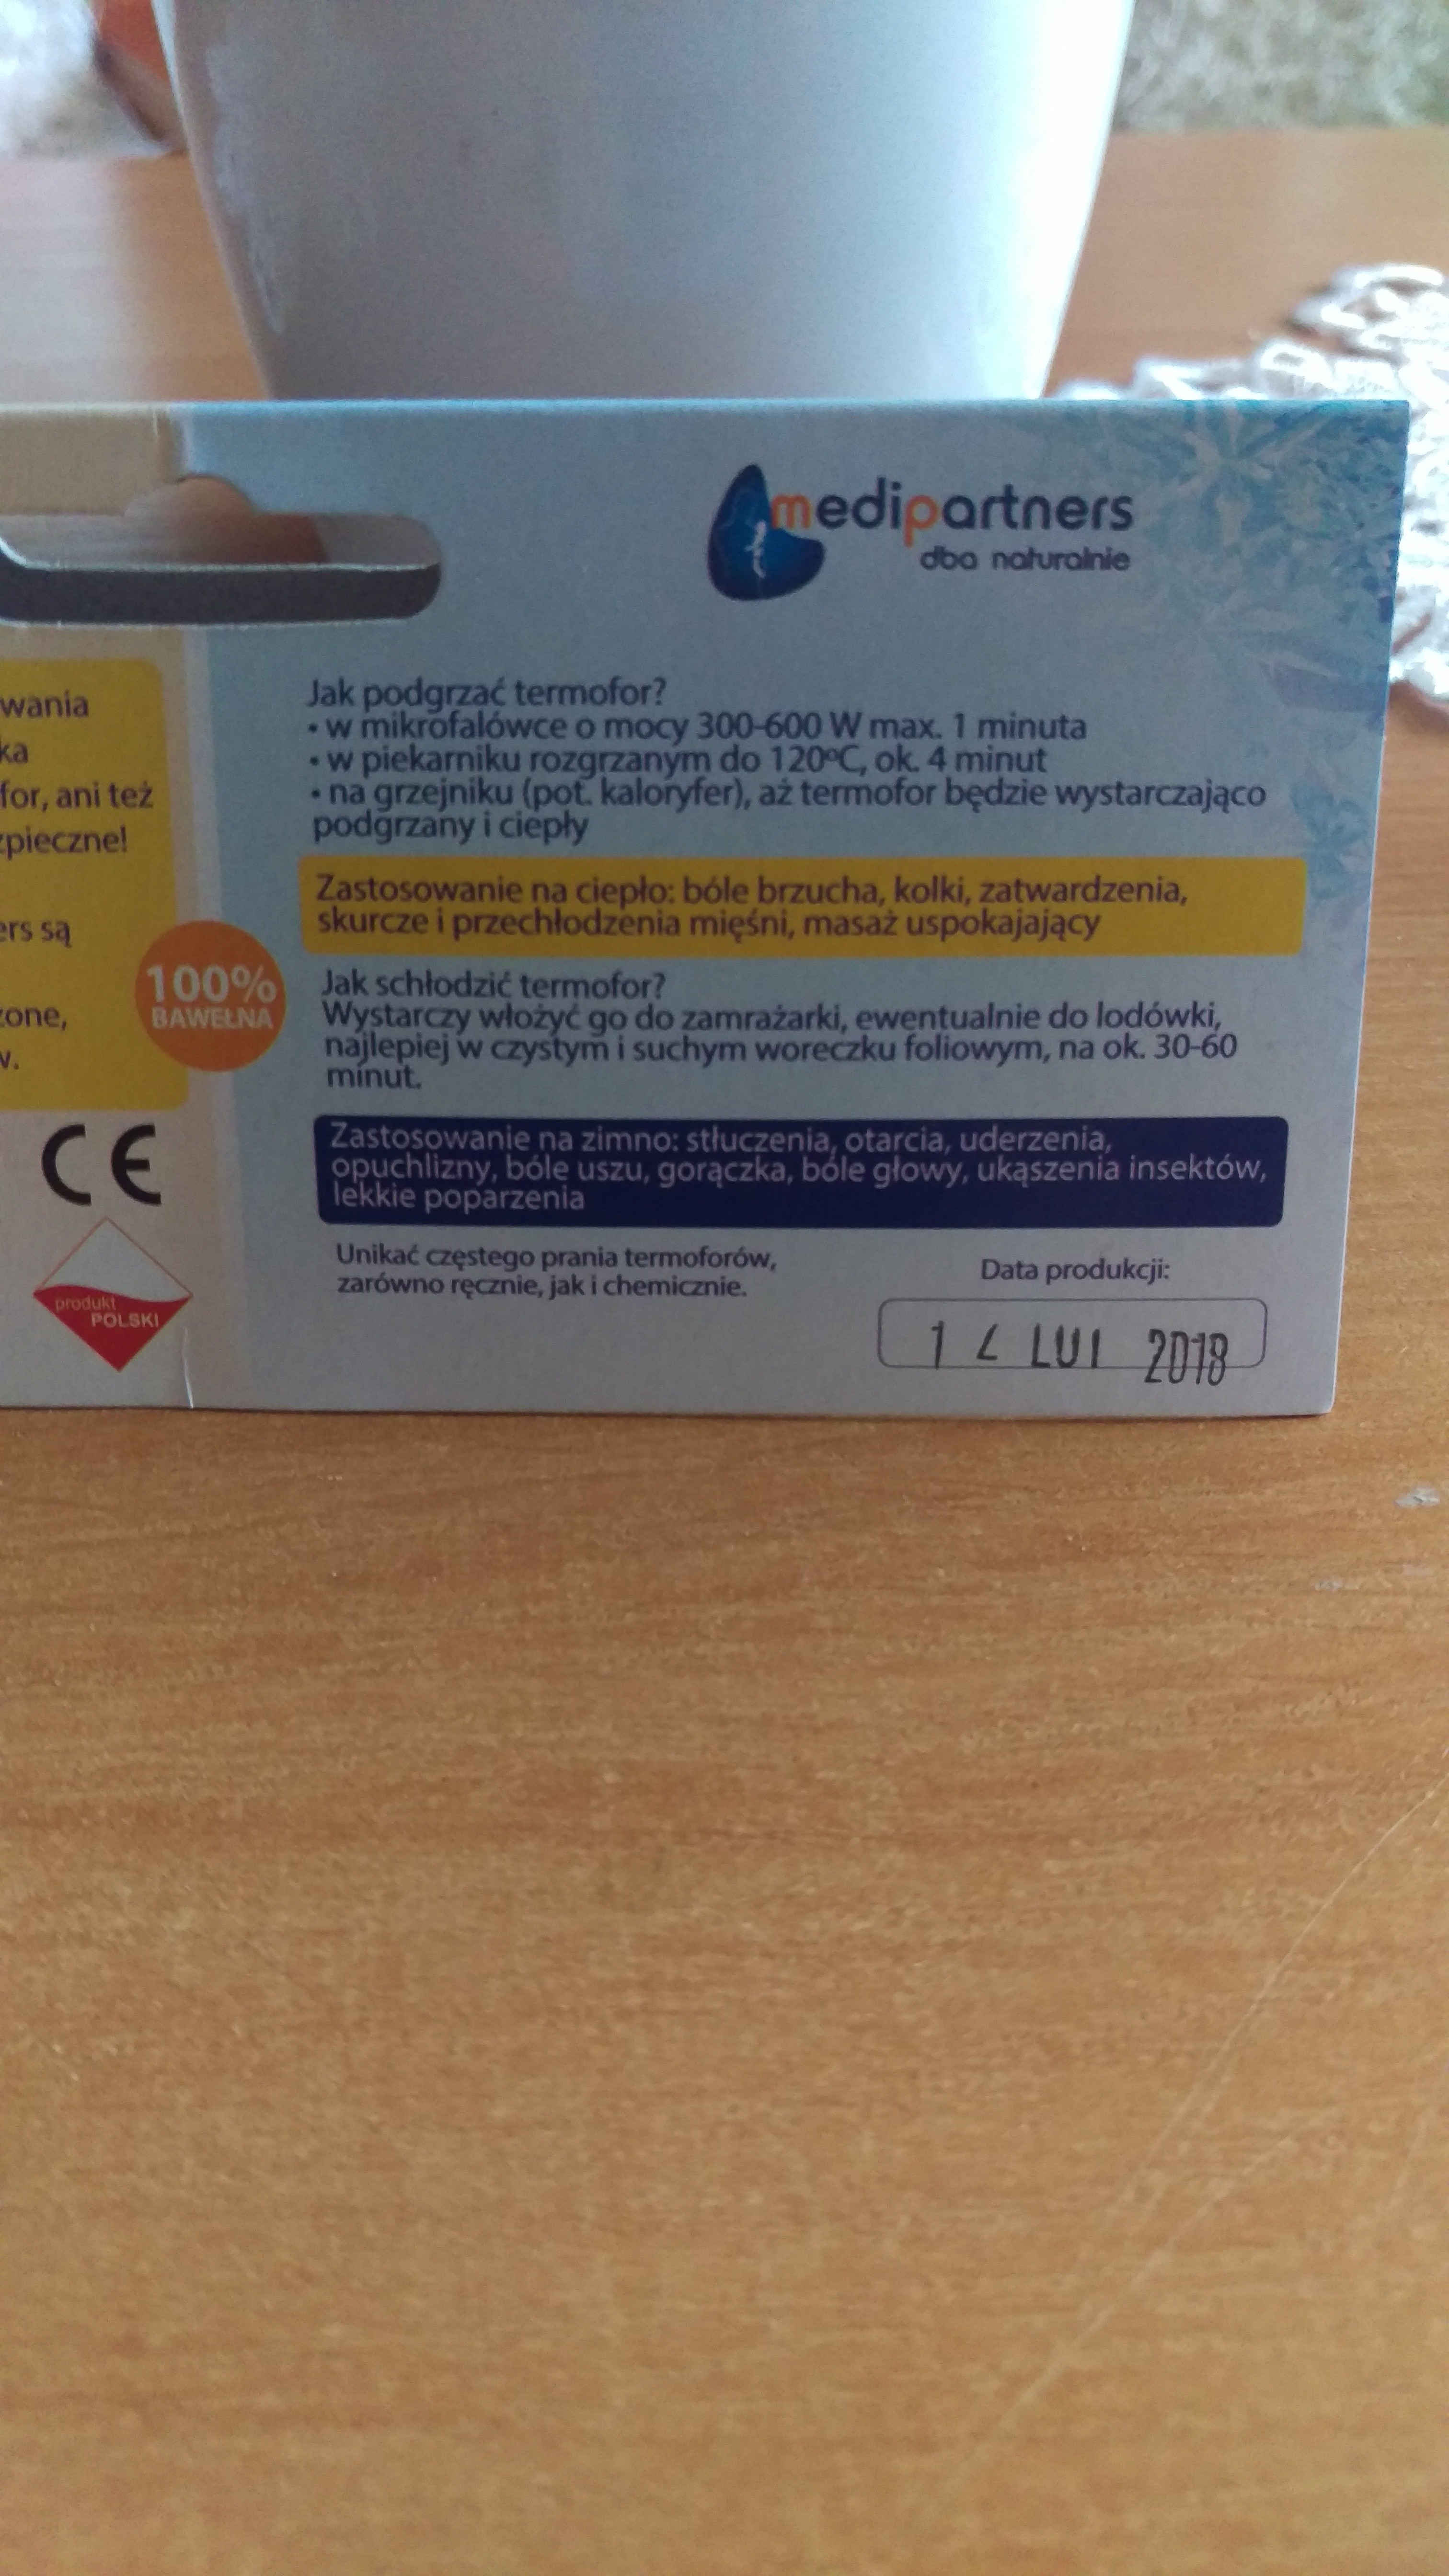 medipartners
dba naturalnie
Jak podgrzać termofor?
• w mikrofalówce o mocy 300-600 W max. 1 minuta
• w piekarniku rozgrzanym do 120ºC, ok. 4 minut
• na grzejniku (pot. kaloryfer), aż termofor będzie wystarczająco
podgrzany i ciepły
Zastosowanie na ciepło: bóle brzucha, kolki, zatwardzenia,
skurcze i przechłodzenia mięśni, masaż uspokajający
Jak schłodzić termofor?
Wystarczy włożyć go do zamrażarki, ewentualnie do lodówki,
najlepiej w czystym i suchym woreczku foliowym, na ok. 30-60
minut.
Zastosowanie na zimno: stłuczenia, otarcia, uderzenia,
opuchlizny, bóle uszu, gorączka, bóle głowy, ukąszenia insektów,
lekkie poparzenia
Unikać częstego prania termoforów,
zarówno ręcznie, jak i chemicznie.
Data produkcji:
2018
wania
ka
for, ani też
zpieczne!
ers są
zone,
w.
100%
BAWEŁNA
CE
produkt
POLSKI